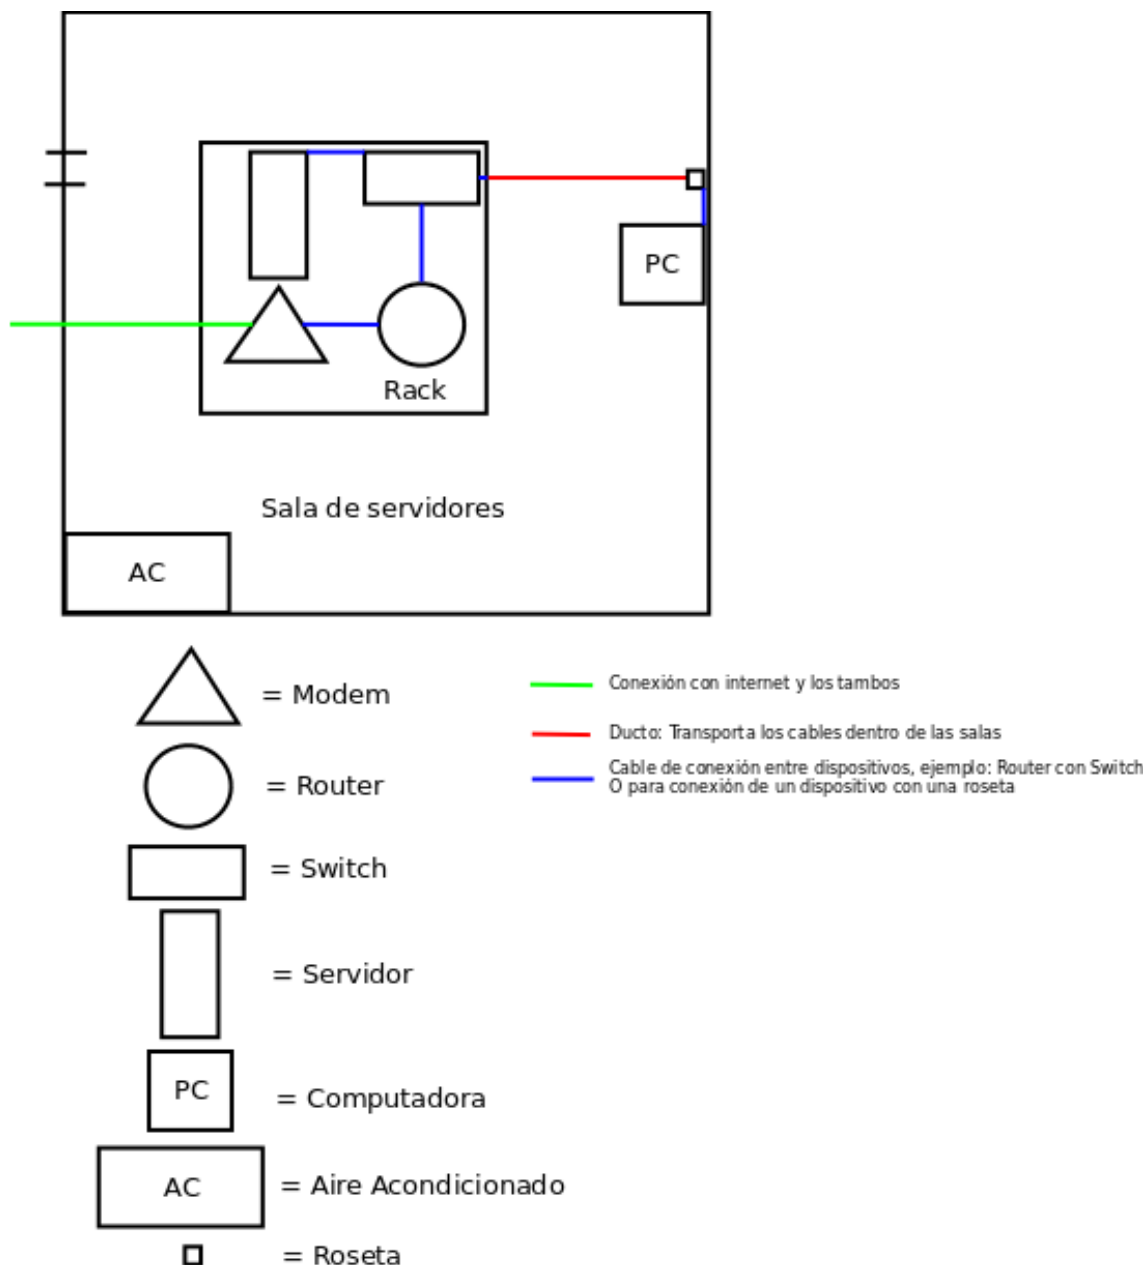 PC
Rack
Sala de servidores
AC
= Modem
Conexión con internet y los tambos
Ducto: Transporta los cables dentro de las salas
Cable de conexión entre dispositivos, ejemplo: Router con Switch
O para conexión de un dispositivo con una roseta
= Router
= Switch
= Servidor
PC
= Computadora
AC
= Aire Acondicionado
= Roseta